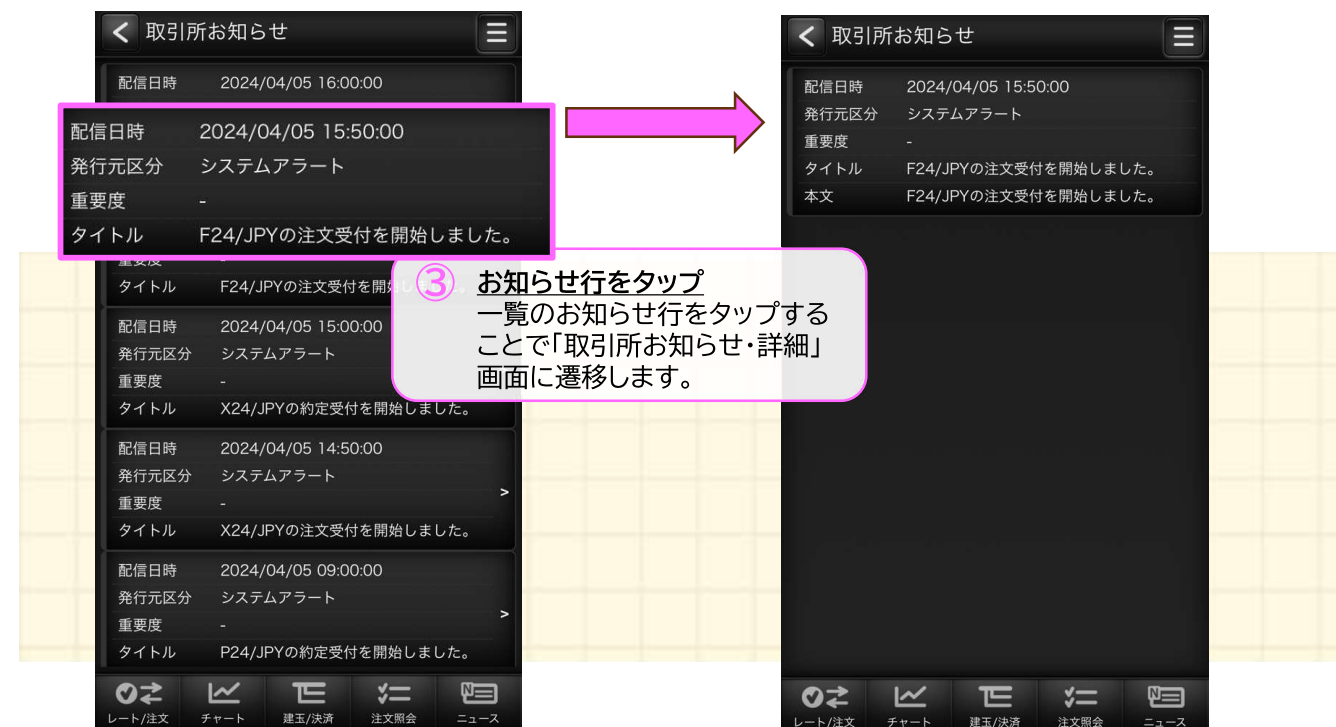 取引所お知らせ
配信日時 2024/04/05 16:00:00
配信日時 2024/04/05 15:50:00
発行元区分 システムアラート
重要度 -
タイトル F24/JPYの注文受付を開始しました。
重要度 -
タイトル F24/JPYの注文受付を開始しました。
配信日時 2024/04/05 15:00:00
発行元区分 システムアラート
重要度 -
タイトル X24/JPYの約定受付を開始しました。
配信日時 2024/04/05 14:50:00
発行元区分 システムアラート
重要度 -
タイトル X24/JPYの注文受付を開始しました。
>
配信日時 2024/04/05 09:00:00
発行元区分 システムアラート
重要度 -
タイトル P24/JPYの約定受付を開始しました。
>
レート/注文 チャート 建玉/決済 注文照会 ニュース
③ お知らせ行をタップ
一覧のお知らせ行をタップする
ことで「取引所お知らせ・詳細」
画面に遷移します。
取引所お知らせ
配信日時 2024/04/05 15:50:00
発行元区分 システムアラート
重要度 -
タイトル F24/JPYの注文受付を開始しました。
本文 F24/JPYの注文受付を開始しました。
レート/注文 チャート 建玉/決済 注文照会 ニュース